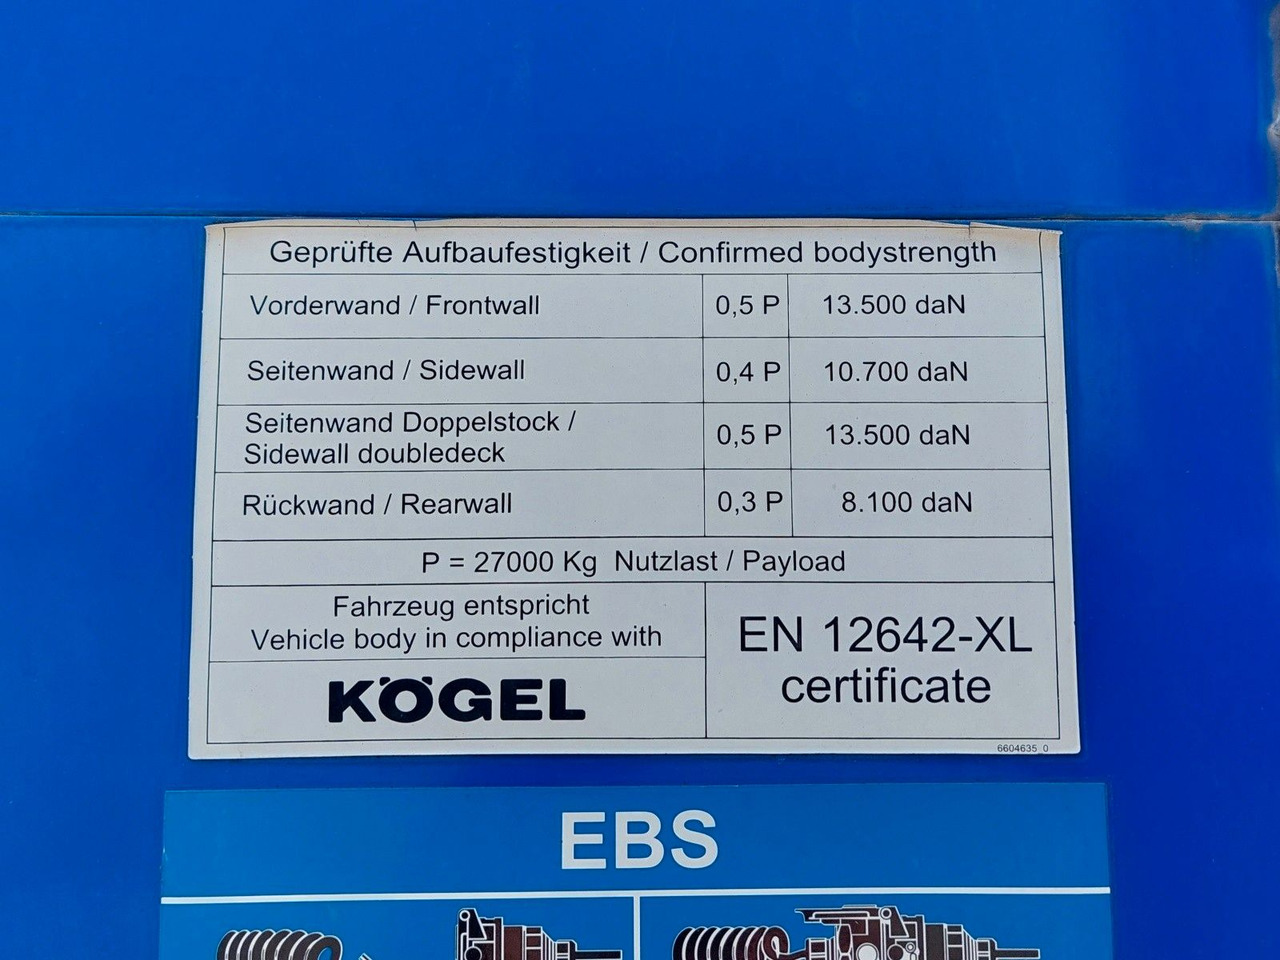 Geprüfte Aufbaufestigkeit / Confirmed bodystrength
Vorderwand / Frontwall 0,5 P 13.500 daN
Seitenwand / Sidewall 0,4 P 10.700 daN
Seitenwand Doppelstock /
Sidewall doubledeck 0,5 P 13.500 daN
Rückwand / Rearwall 0,3 P 8.100 daN
P = 27000 Kg Nutzlast / Payload
Fahrzeug entspricht
Vehicle body in compliance with
KÖGEL
EN 12642-XL
certificate
6604635_0
EBS